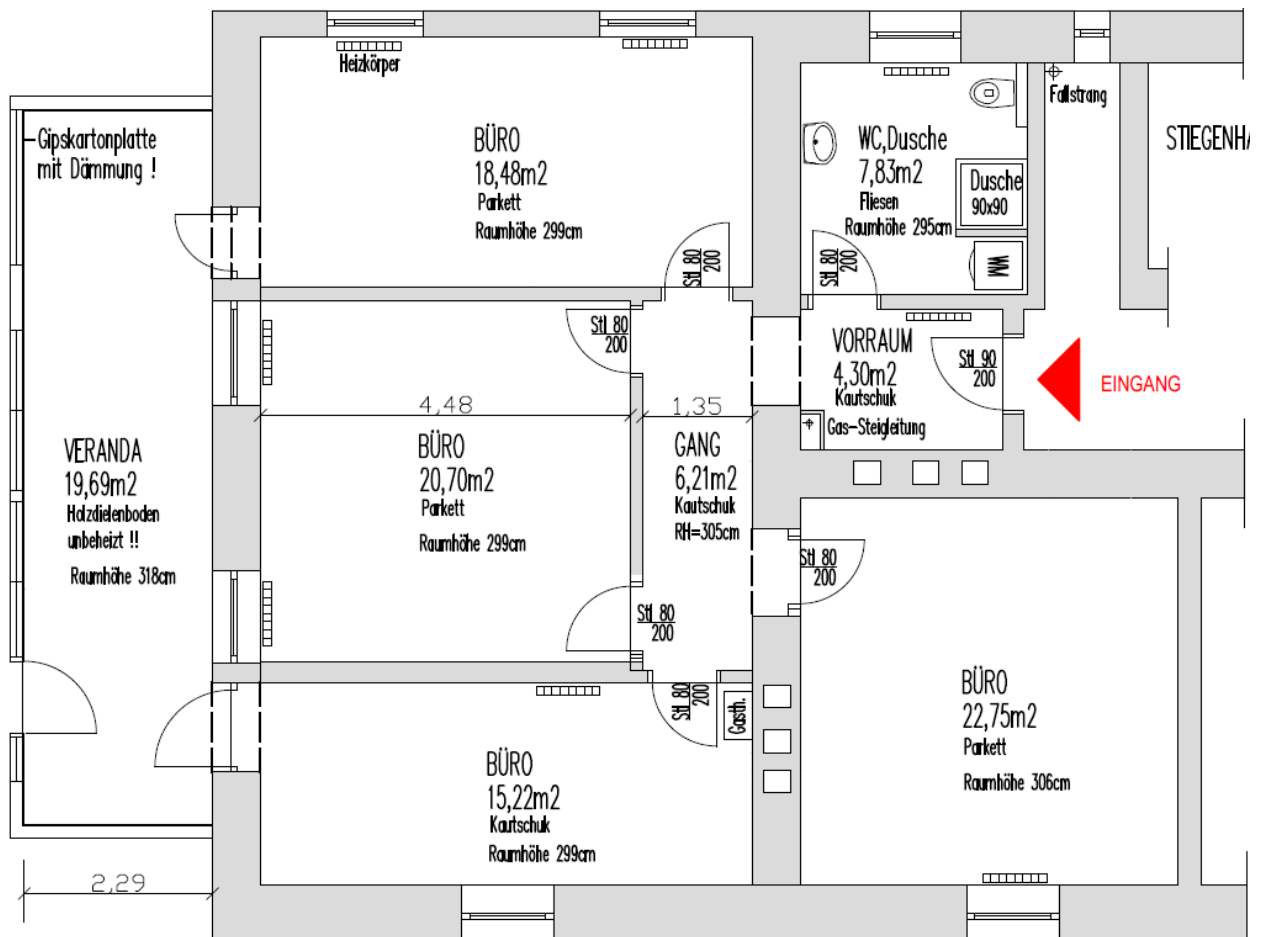 Heizkörper
Gipskartonplatte
mit Dämmung !
BÜRO
18,48m2
Parkett
Raumhöhe 299cm
Stl 80
200
WC,Dusche
7,83m2
Fliesen
Raumhöhe 295cm
Dusche
90x90
WM
Stl 80
200
Fallstrang
STIEGENHA
VORRAUM
4,30m2
Kautschuk
Gas-Steigleitung
Stl 90
200
EINGANG
Stl 80
200
4,48
1,35
BÜRO
20,70m2
Parkett
Raumhöhe 299cm
GANG
6,21m2
Kautschuk
RH=305cm
VERANDA
19,69m2
Holzdielenboden
unbeheizt !!
Raumhöhe 318cm
Stl 80
200
Stl 80
200
Stl 80
200
Gasth.
BÜRO
15,22m2
Kautschuk
Raumhöhe 299cm
BÜRO
22,75m2
Parkett
Raumhöhe 306cm
2,29